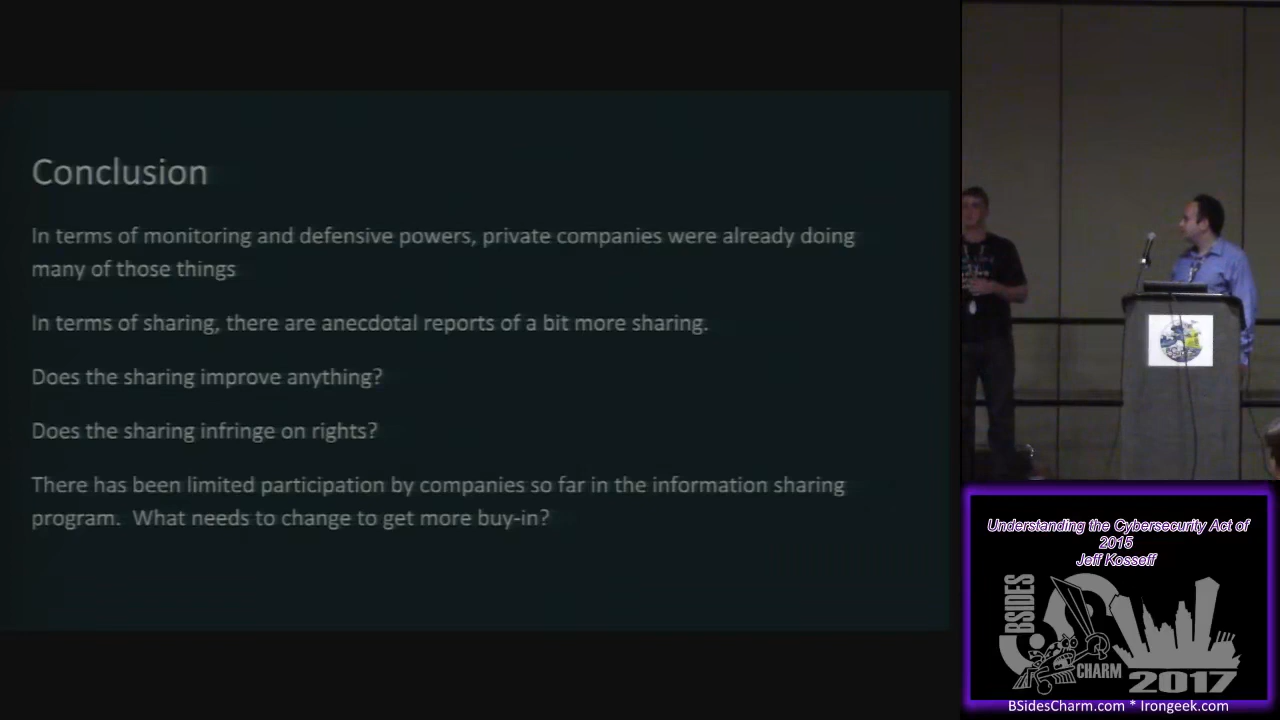 Conclusion
In terms of monitoring and defensive powers, private companies were already doing
many of those things
In terms of sharing, there are anecdotal reports of a bit more sharing.
Does the sharing improve anything?
Does the sharing infringe on rights?
There has been limited participation by companies so far in the information sharing
program.  What needs to change to get more buy-in?
Understanding the Cybersecurity Act of
2015
Jeff Kosseff
BSIDES
CHARM
2017
BSidesCharm.com * Irongeek.com